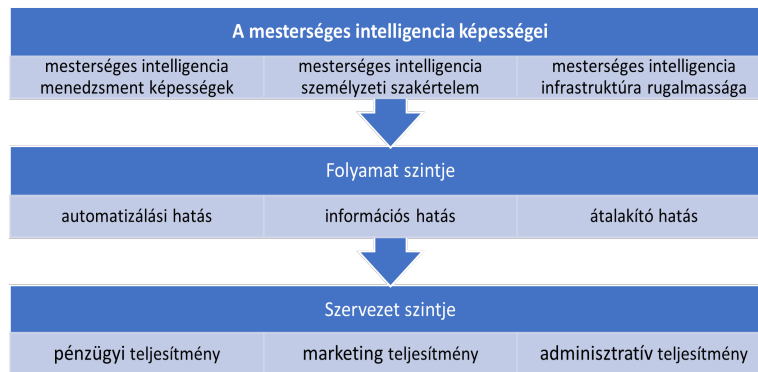 A mesterséges intelligencia képességei
mesterséges intelligencia
menedzsment képességek
mesterséges intelligencia
személyzeti szakértelem
mesterséges intelligencia
infrastruktúra rugalmassága
Folyamat szintje
automatizálási hatás
információs hatás
átalakító hatás
Szervezet szintje
pénzügyi teljesítmény
marketing teljesítmény
adminisztratív teljesítmény